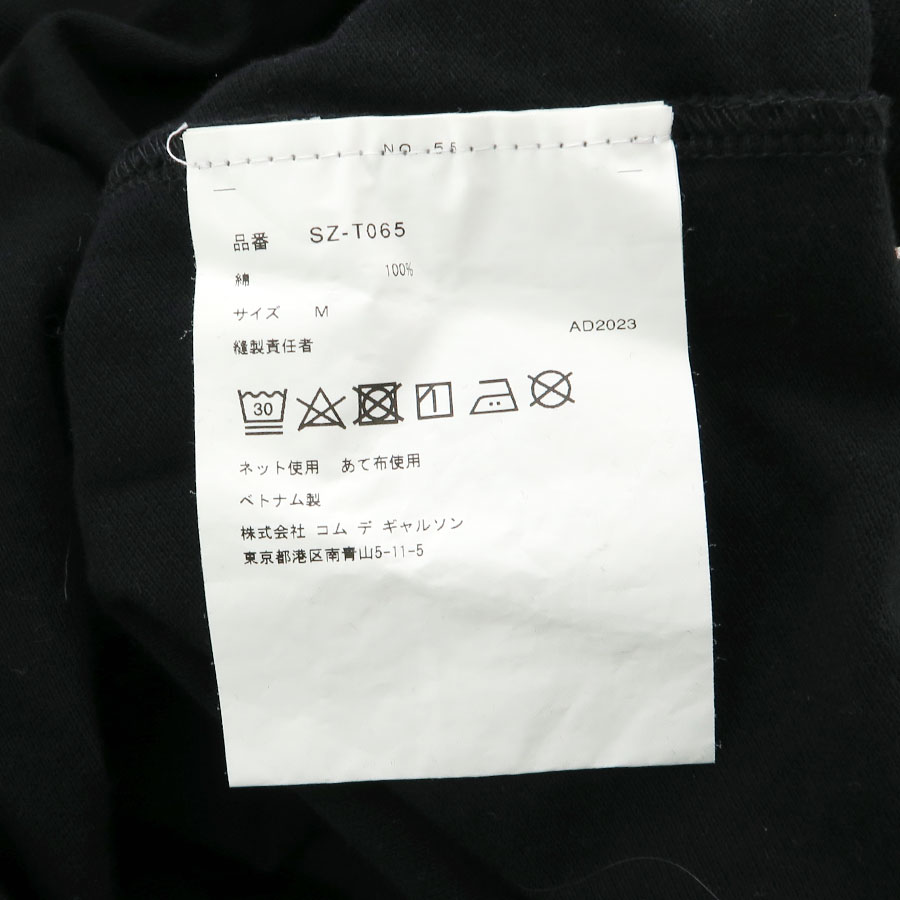 NO. 55
品番 SZ-T065
綿 100%
サイズ M
AD2023
縫製責任者
30
ネット使用 あて布使用
ベトナム製
株式会社 コム デ ギャルソン
東京都港区南青山5-11-5